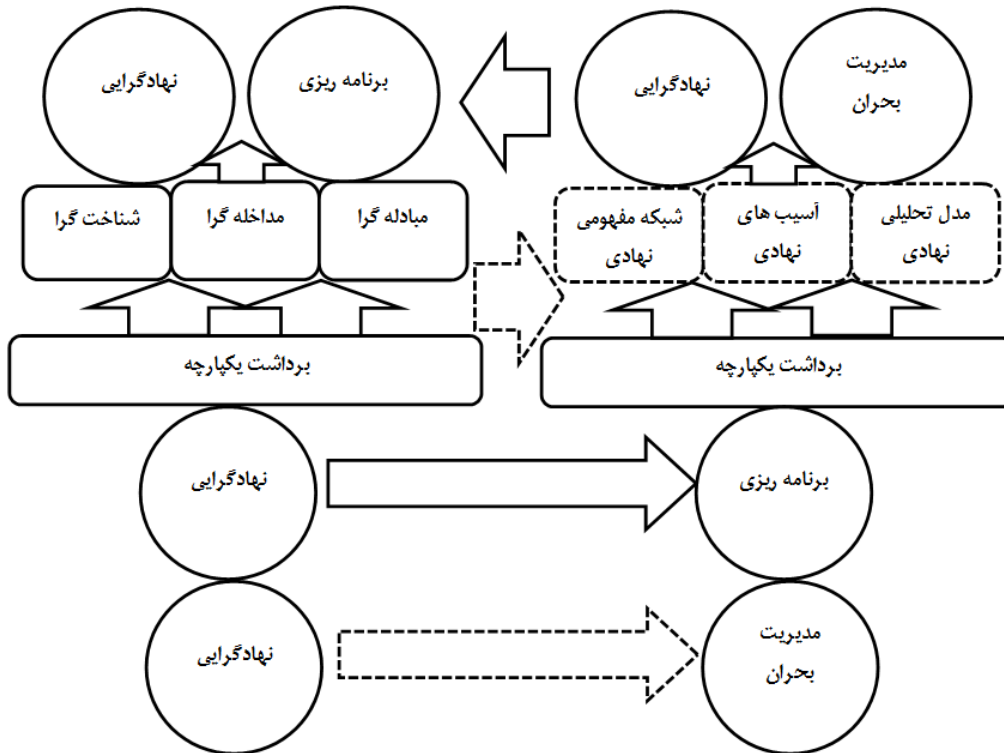 مدیریت
بحران
نهادگرایی
برنامه ریزی
نهادگرایی
مدل تحلیلی
نهادی
آسیب های
نهادی
شبکه مفهومی
نهادی
مبادله گرا
مداخله گرا
شناخت گرا
برداشت یکپارچه
برداشت یکپارچه
برنامه ریزی
نهادگرایی
مدیریت
بحران
نهادگرایی